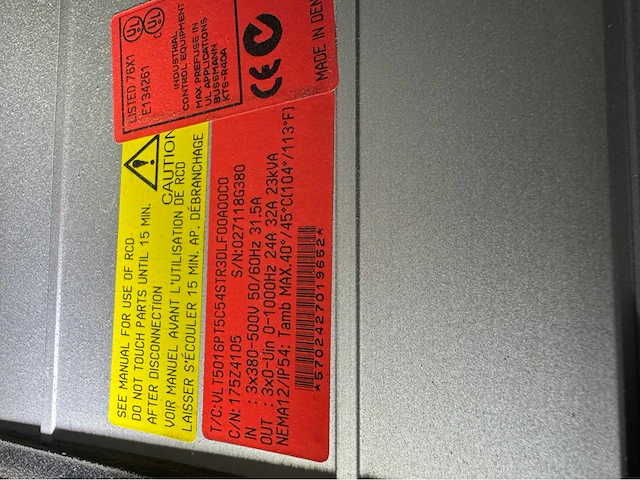 LISTED 76X1
E134261
INDUSTRIAL
CONTROL EQUIPMENT
MAX PREFUSE IN
UL APPLICATIONS
BUSSMANN
KTS-R40A
CE
MADE IN DEN
CAUTION
SEE MANUAL FOR USE OF RCD
DO NOT TOUCH PARTS UNTIL 15 MIN.
AFTER DISCONNECTION
VOIR MANUEL AVANT L'UTILISATION DE RCD
LAISSER S'ÉCOULER 15 MIN. AP. DÉBRANCHAGE
T/C:VLT5016PT5C54STR3DLF00A00C0
C/N: 175Z4105 S/N:027118G380
IN : 3x380-500V 50/60Hz 31.5A
OUT : 3x0-Uin 0-1000Hz 24A 32A 23kVA
NEMA12/IP54: Tamb MAX.40°/45°C(104°/113°F)
*5702427019652*